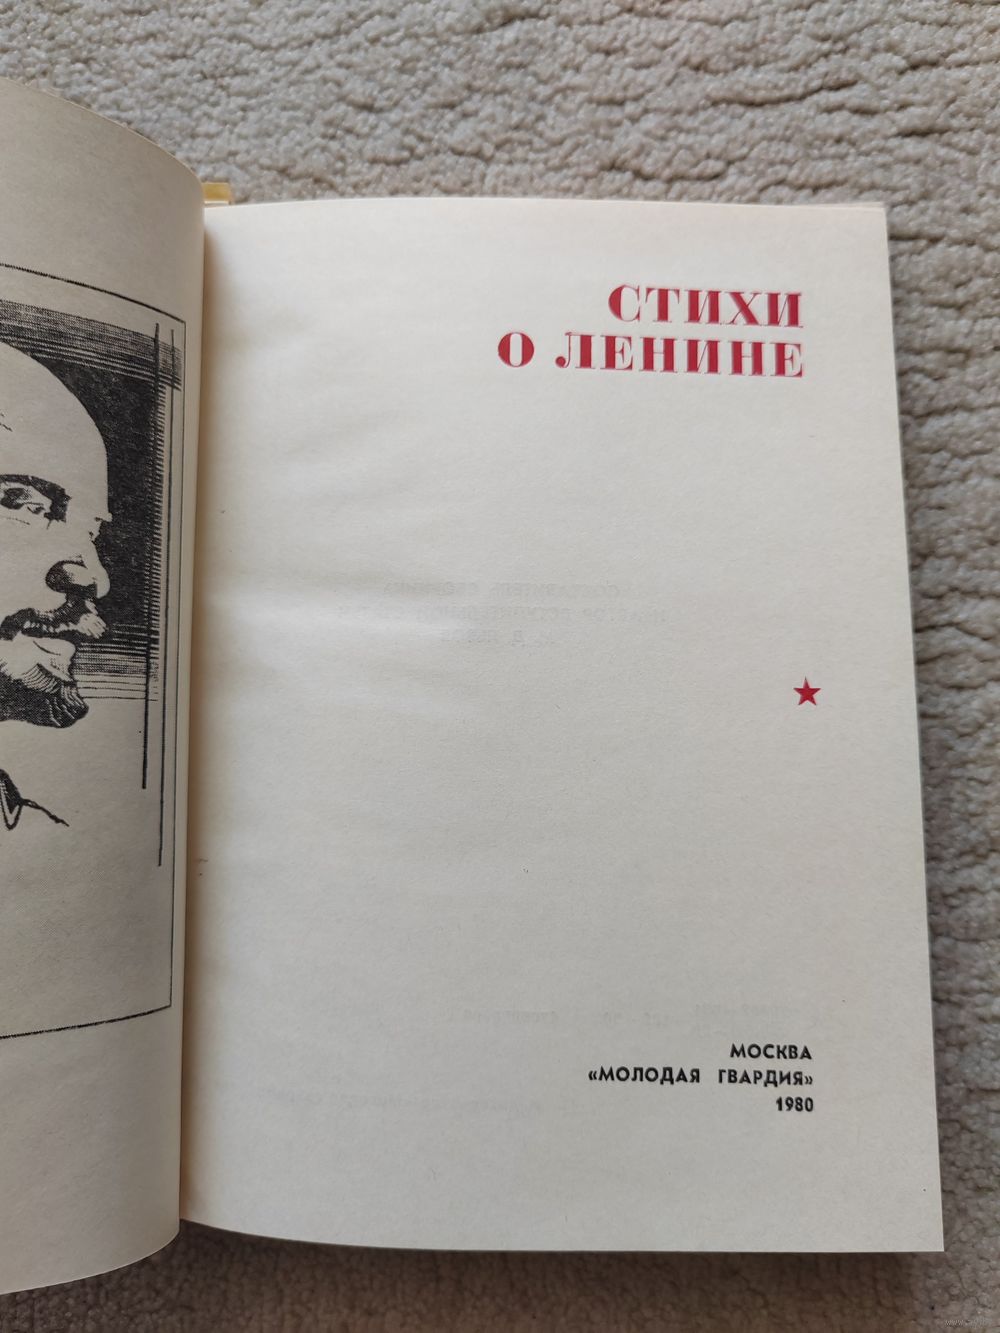 СТИХИ
О ЛЕНИНЕ
МОСКВА
«МОЛОДАЯ ГВАРДИЯ»
1980